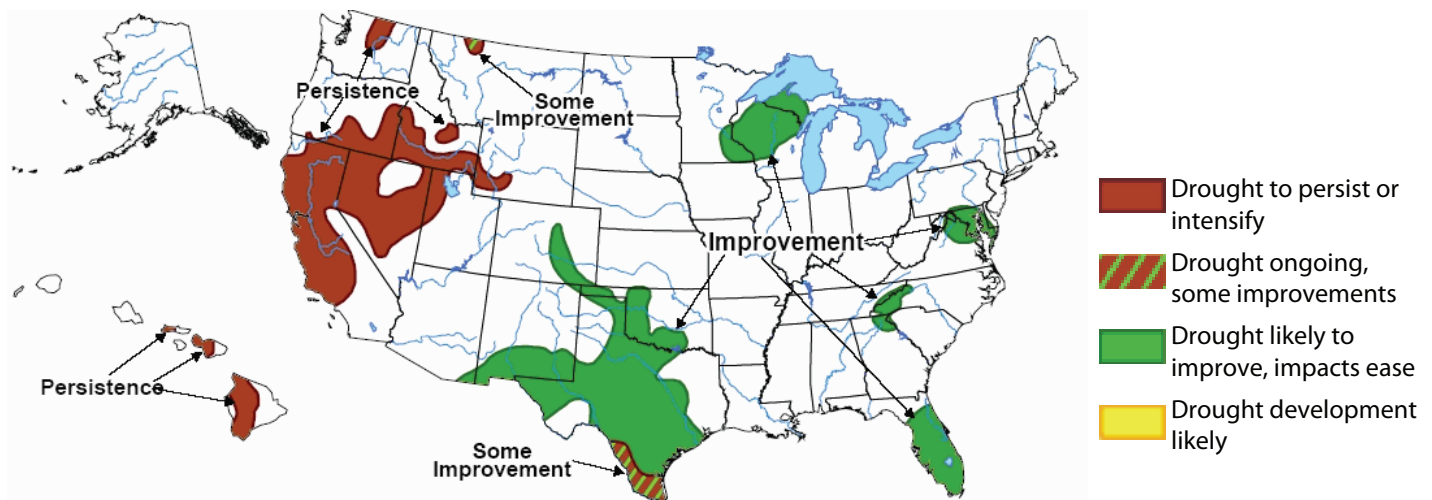 Persistence
Some
Improvement
Improvement
Persistence
Some
Improvement
Drought to persist or
intensify
Drought ongoing,
some improvements
Drought likely to
improve, impacts ease
Drought development
likely